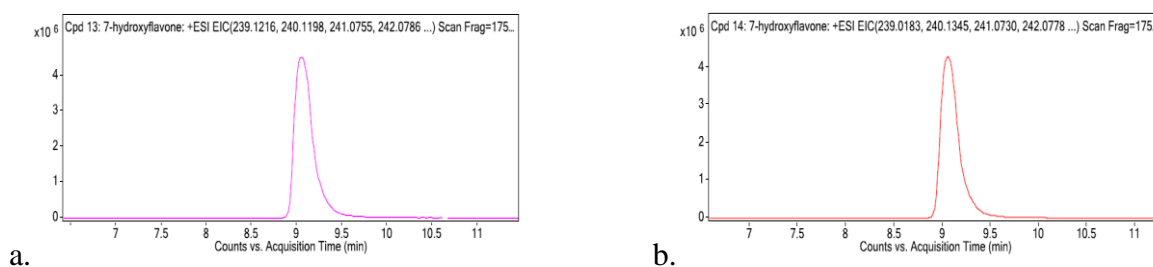 Cpd 13: 7-hydroxyflavone: +ESI EIC(239.1216, 240.1198, 241.0755, 242.0786 ...) Scan Frag=175...
x10 6
4
3
2
1
0
7 7.5 8 8.5 9 9.5 10 10.5 11
Counts vs. Acquisition Time (min)
a.
Cpd 14: 7-hydroxyflavone: +ESI EIC(239.0183, 240.1345, 241.0730, 242.0778 ...) Scan Frag=175.
x10 6
4
3
2
1
0
7 7.5 8 8.5 9 9.5 10 10.5 11
Counts vs. Acquisition Time (min)
b.